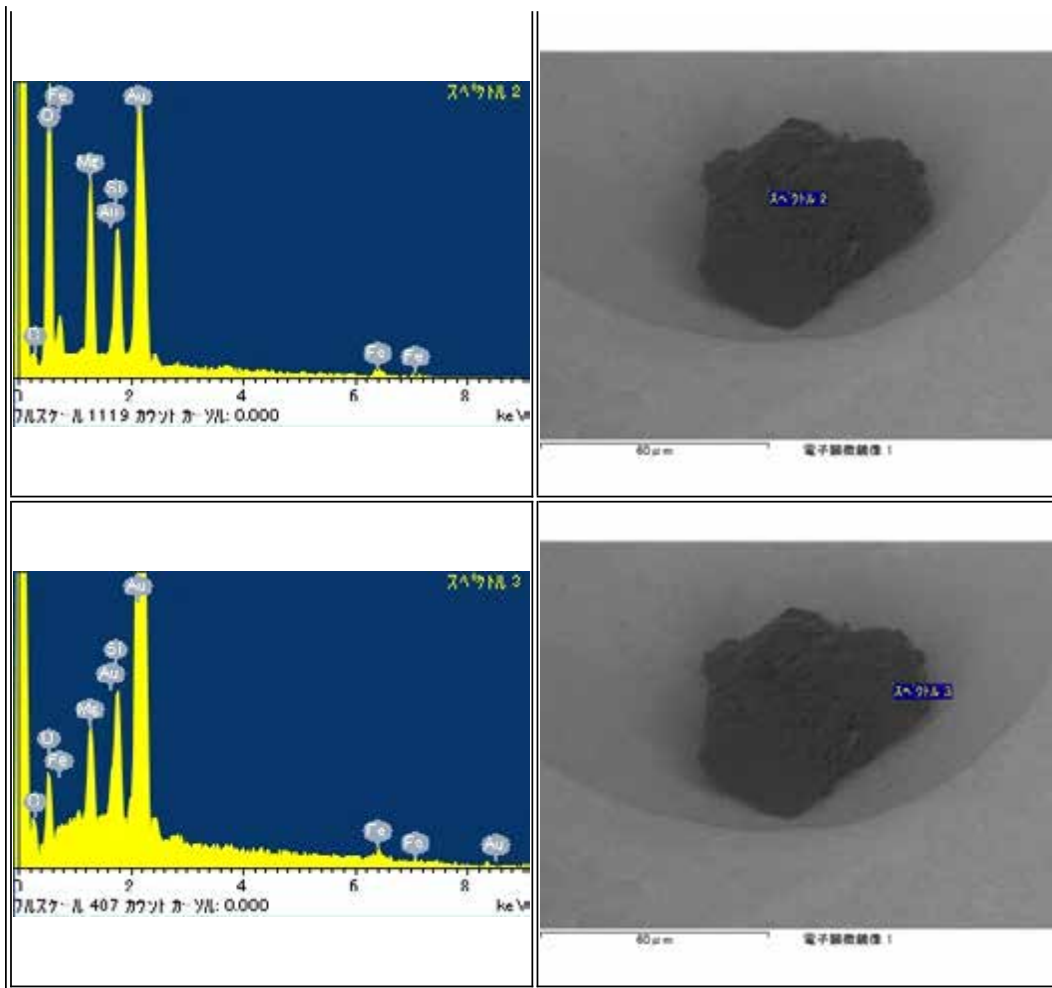 スペクトル 2
Fe
O
Au
Mg
Si
Au
C
Fe
Fe
0 2 4 6 8
フルスケール 1119 カウント カーソル: 0.000 keV
スペクトル 2
60μm 電子顕微鏡像 1
スペクトル 3
Au
Si
Au
Mg
O
Fe
C
Fe
Fe
Au
0 2 4 6 8
フルスケール 407 カウント カーソル: 0.000 keV
スペクトル 3
60μm 電子顕微鏡像 1